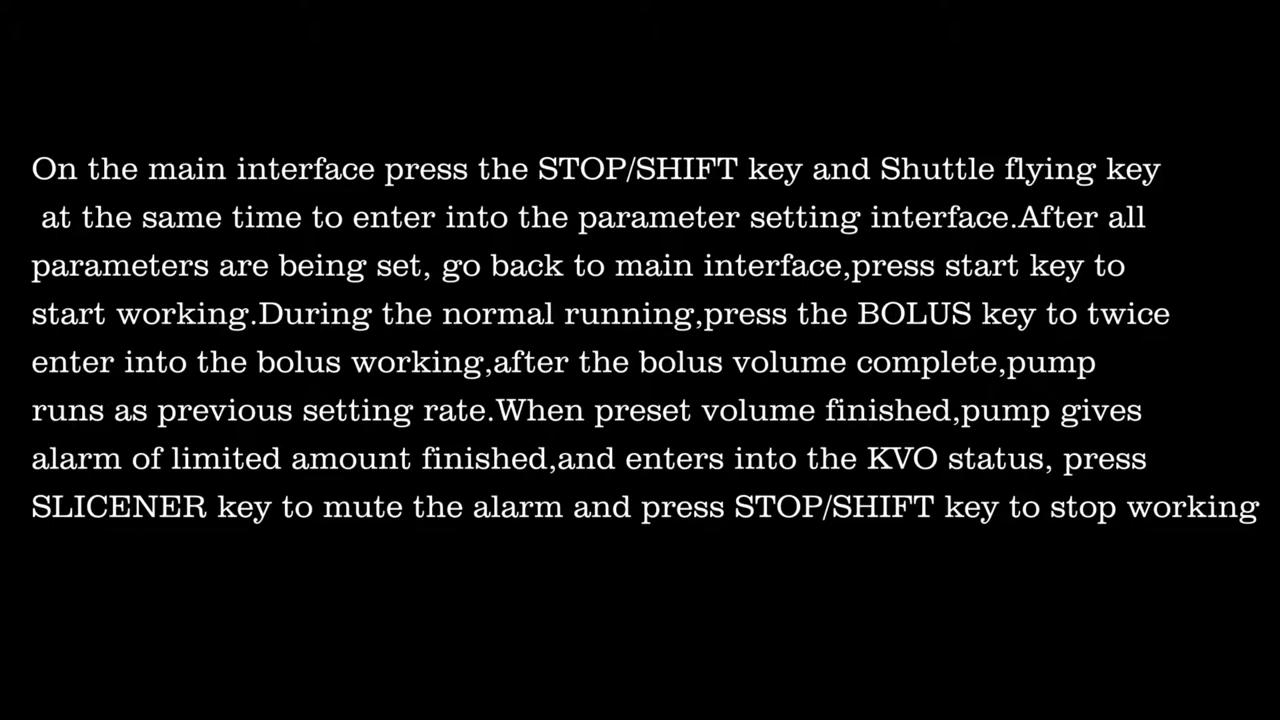 On the main interface press the STOP/SHIFT key and Shuttle flying key
at the same time to enter into the parameter setting interface.After all
parameters are being set, go back to main interface,press start key to
start working.During the normal running,press the BOLUS key to twice
enter into the bolus working,after the bolus volume complete,pump
runs as previous setting rate.When preset volume finished,pump gives
alarm of limited amount finished,and enters into the KVO status, press
SLICENER key to mute the alarm and press STOP/SHIFT key to stop working